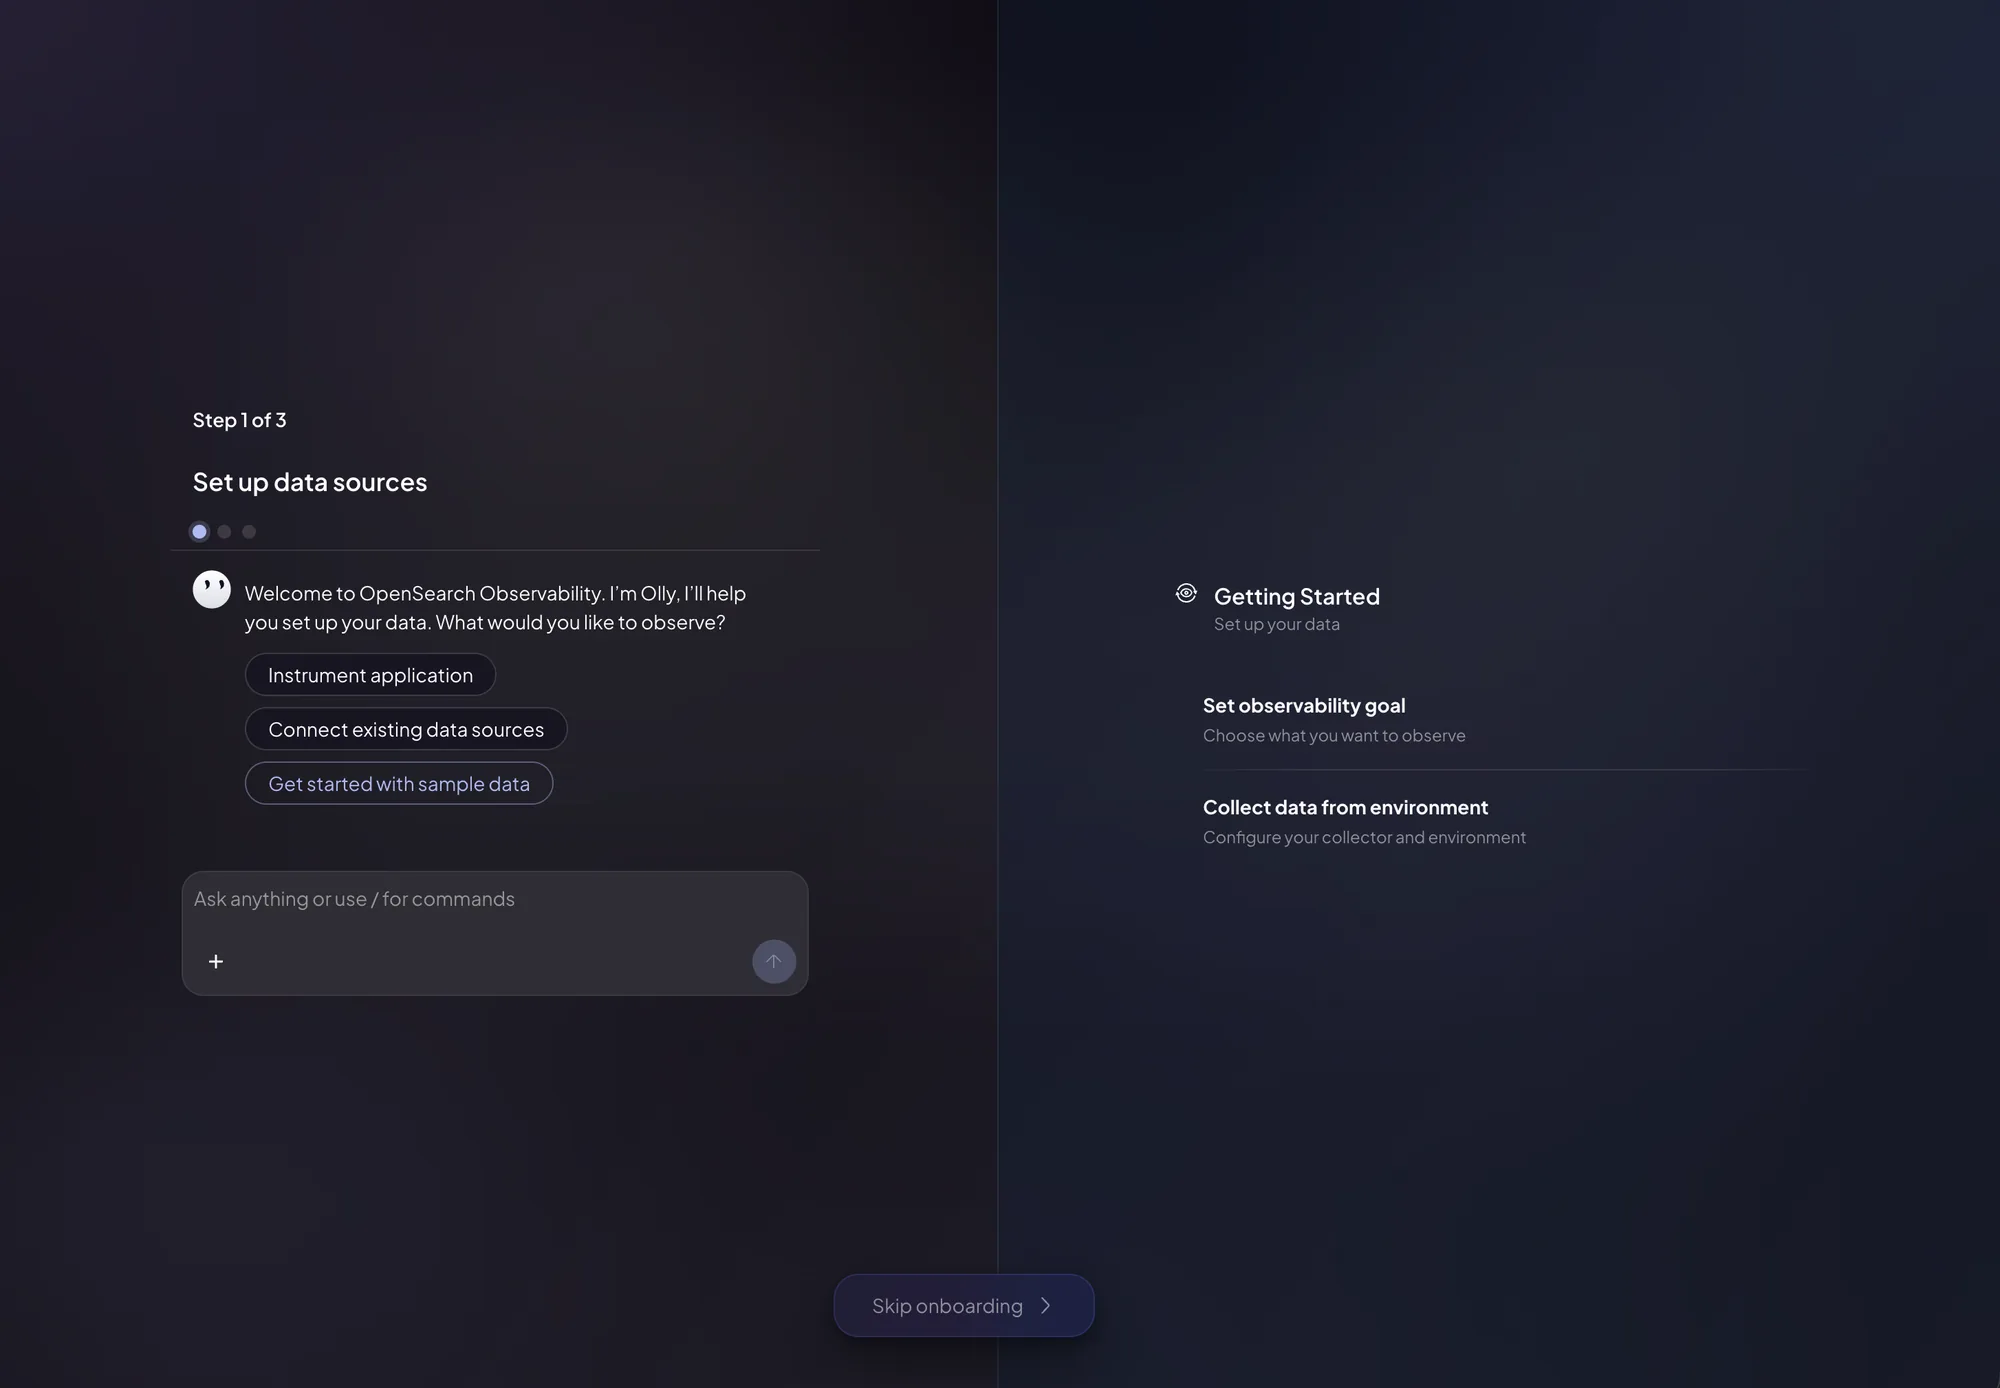 Step 1 of 3
Set up data sources
Welcome to OpenSearch Observability. I’m Olly, I’ll help
you set up your data. What would you like to observe?
Instrument application
Connect existing data sources
Get started with sample data
Ask anything or use / for commands
Getting Started
Set up your data
Set observability goal
Choose what you want to observe
Collect data from environment
Configure your collector and environment
Skip onboarding